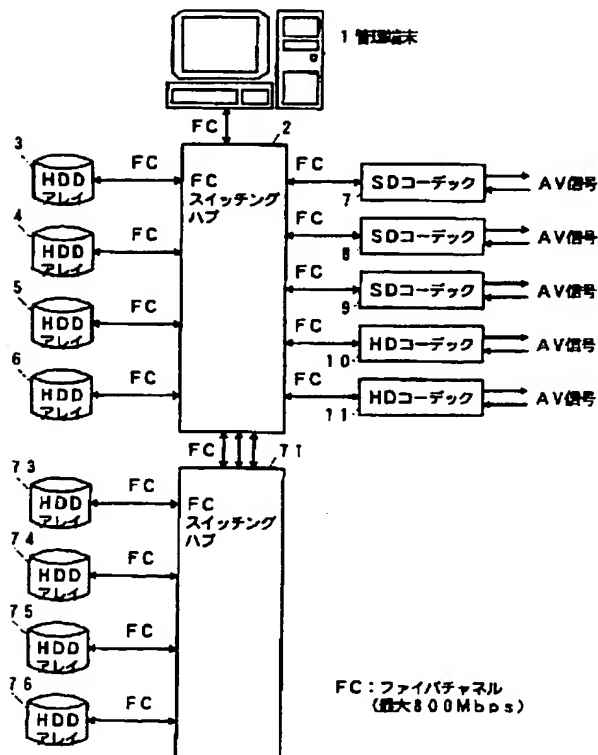 1 管理端末
FC
2
3
HDD
アレイ
FC
4
HDD
アレイ
FC
5
HDD
アレイ
FC
6
HDD
アレイ
FC
FC
スイッチング
ハブ
FC
7
SDコーデック
AV信号
FC
8
SDコーデック
AV信号
FC
9
SDコーデック
AV信号
FC
10
HDコーデック
AV信号
FC
11
HDコーデック
AV信号
FC
71
73
HDD
アレイ
FC
74
HDD
アレイ
FC
75
HDD
アレイ
FC
76
HDD
アレイ
FC
FC
スイッチング
ハブ
FC:ファイバチャネル
(最大800Mbps)